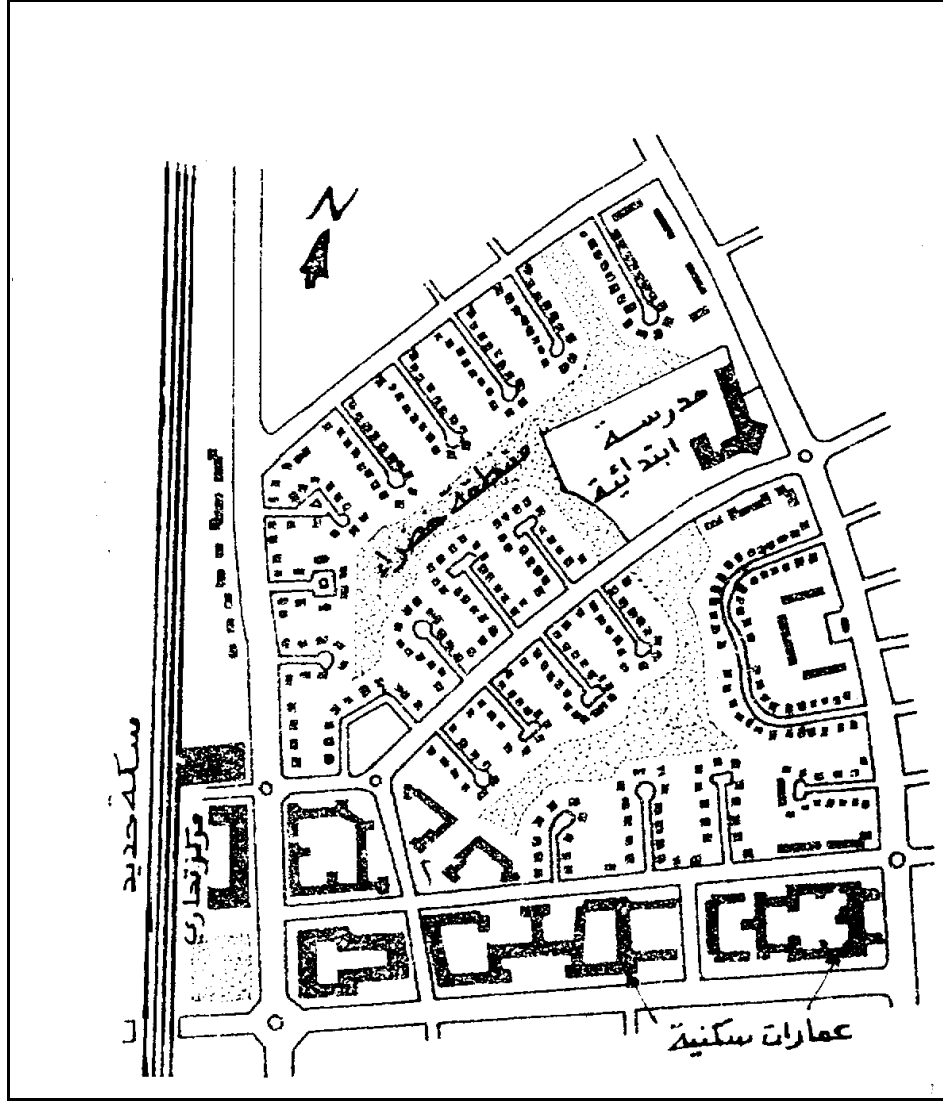 N
مدرسة
ابتدائية
منطقة خضراء
سكة حديد
مركز تجاري
عمارات سكنية